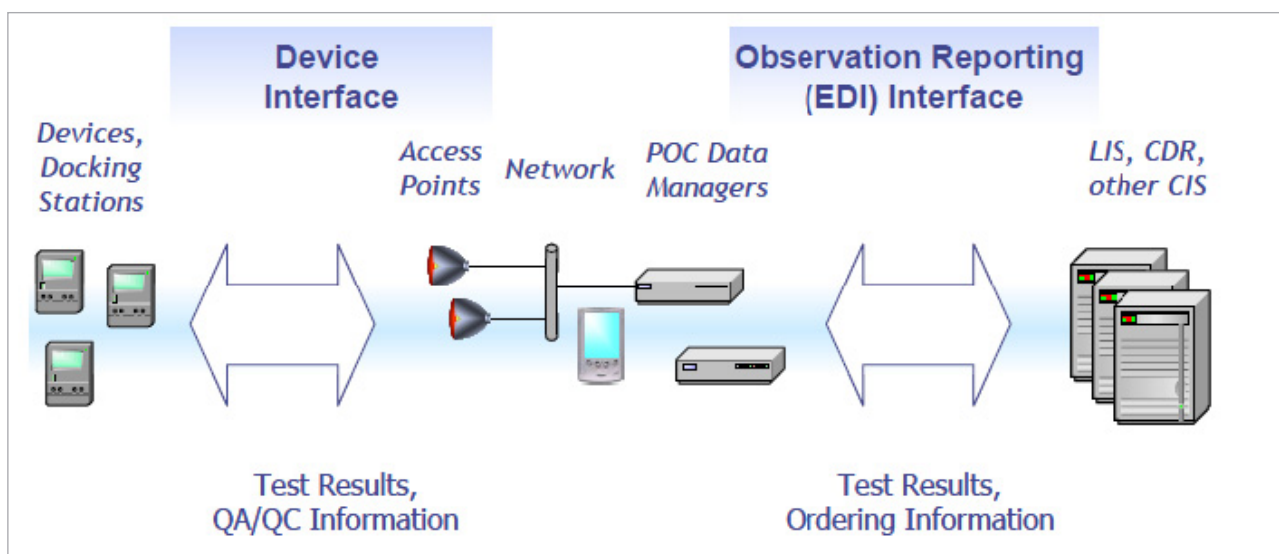 Device
Interface
Observation Reporting
(EDI) Interface
Devices,
Docking
Stations
Access
Points
Network
POC Data
Managers
LIS, CDR,
other CIS
Test Results,
QA/QC Information
Test Results,
Ordering Information